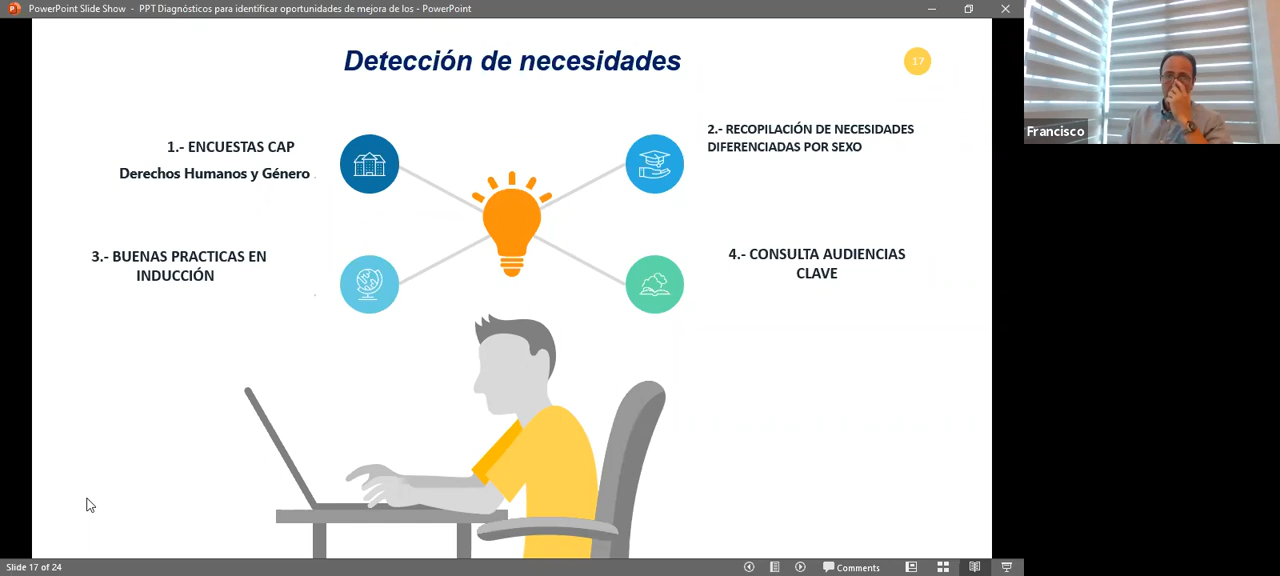 PowerPoint Slide Show - PPT Diagnósticos para identificar oportunidades de mejora de los - PowerPoint
Detección de necesidades
17
1.- ENCUESTAS CAP
Derechos Humanos y Género
2.- RECOPILACIÓN DE NECESIDADES
DIFERENCIADAS POR SEXO
3.- BUENAS PRACTICAS EN
INDUCCIÓN
4.- CONSULTA AUDIENCIAS
CLAVE
Francisco
Slide 17 of 24
Comments